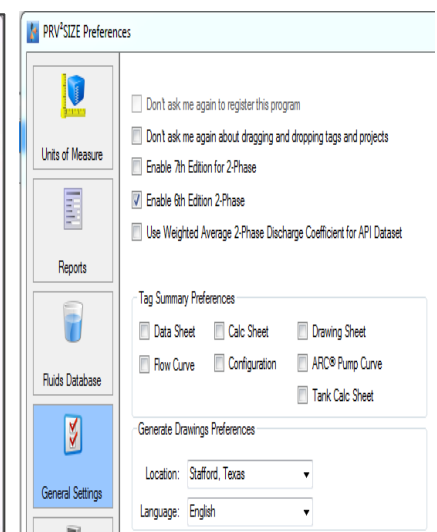 PRV²SIZE Preferences
Units of Measure
Reports
Fluids Database
General Settings
Don't ask me again to register this program
Don't ask me again about dragging and dropping tags and projects
Enable 7th Edition for 2-Phase
Enable 6th Edition 2-Phase
Use Weighted Average 2-Phase Discharge Coefficient for API Dataset
Tag Summary Preferences
Data Sheet Calc Sheet Drawing Sheet
Flow Curve Configuration ARC® Pump Curve
Tank Calc Sheet
Generate Drawings Preferences
Location: Stafford, Texas
Language: English